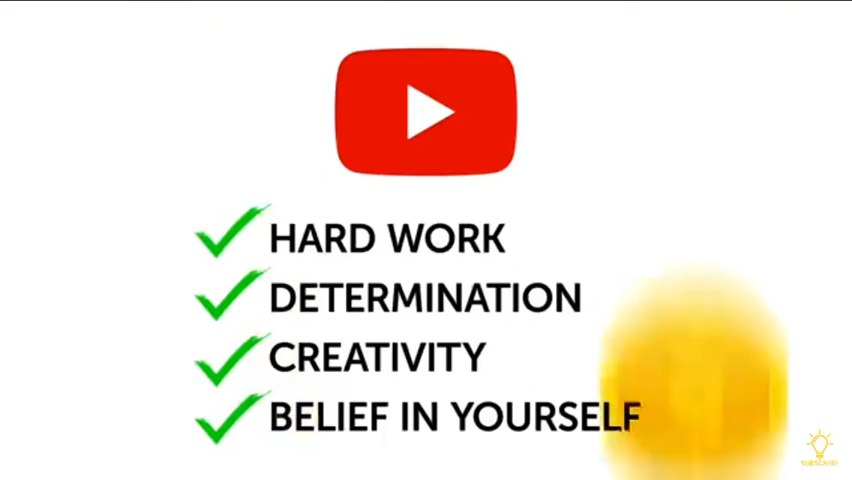 HARD WORK
DETERMINATION
CREATIVITY
BELIEF IN YOURSELF
SUBSCRIBE